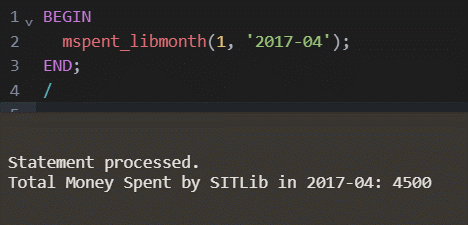 1 BEGIN
2 mspent_libmonth(1, '2017-04');
3 END;
4 /
5
Statement processed.
Total Money Spent by SITLib in 2017-04: 4500